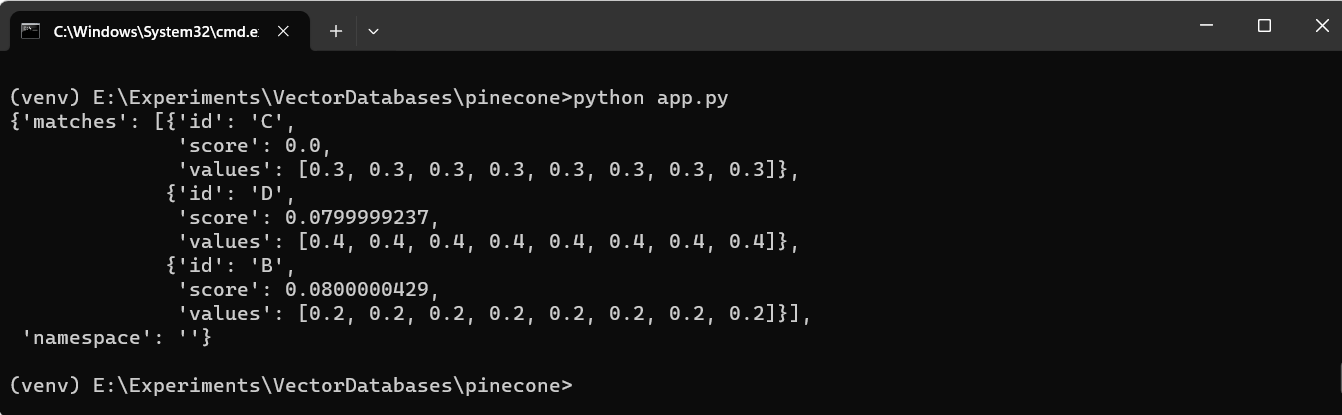 C:\Windows\System32\cmd.e
(venv) E:\Experiments\VectorDatabases\pinecone>python app.py
{'matches': [{'id': 'C',
              'score': 0.0,
              'values': [0.3, 0.3, 0.3, 0.3, 0.3, 0.3, 0.3, 0.3]},
             {'id': 'D',
              'score': 0.0799999237,
              'values': [0.4, 0.4, 0.4, 0.4, 0.4, 0.4, 0.4, 0.4]},
             {'id': 'B',
              'score': 0.0800000429,
              'values': [0.2, 0.2, 0.2, 0.2, 0.2, 0.2, 0.2, 0.2]}],
 'namespace': ''}
(venv) E:\Experiments\VectorDatabases\pinecone>